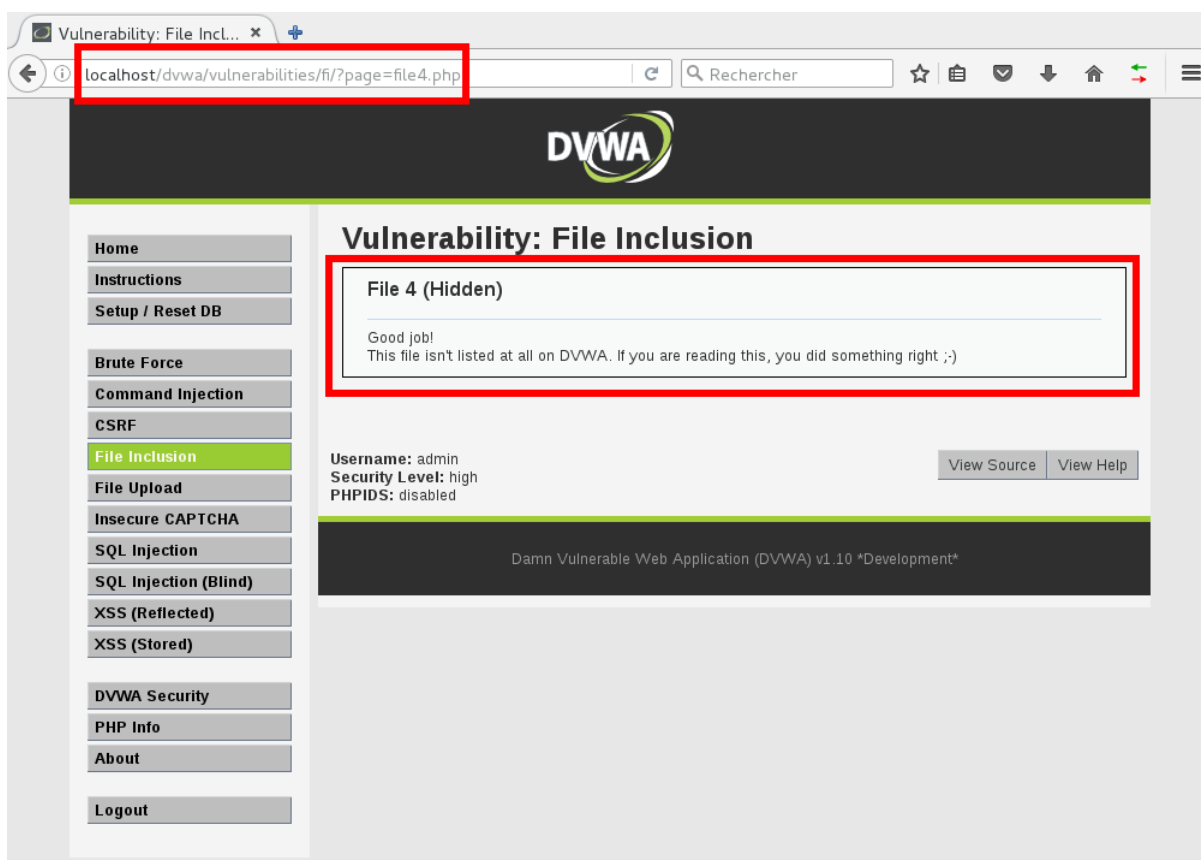 Vulnerability: File Incl...
localhost/dvwa/vulnerabilities/fi/?page=file4.php
Rechercher
DVWA
Home
Instructions
Setup / Reset DB
Brute Force
Command Injection
CSRF
File Inclusion
File Upload
Insecure CAPTCHA
SQL Injection
SQL Injection (Blind)
XSS (Reflected)
XSS (Stored)
DVWA Security
PHP Info
About
Logout
Vulnerability: File Inclusion
File 4 (Hidden)
Good job!
This file isn't listed at all on DVWA. If you are reading this, you did something right ;-)
Username: admin
Security Level: high
PHPIDS: disabled
View Source
View Help
Damn Vulnerable Web Application (DVWA) v1.10 *Development*